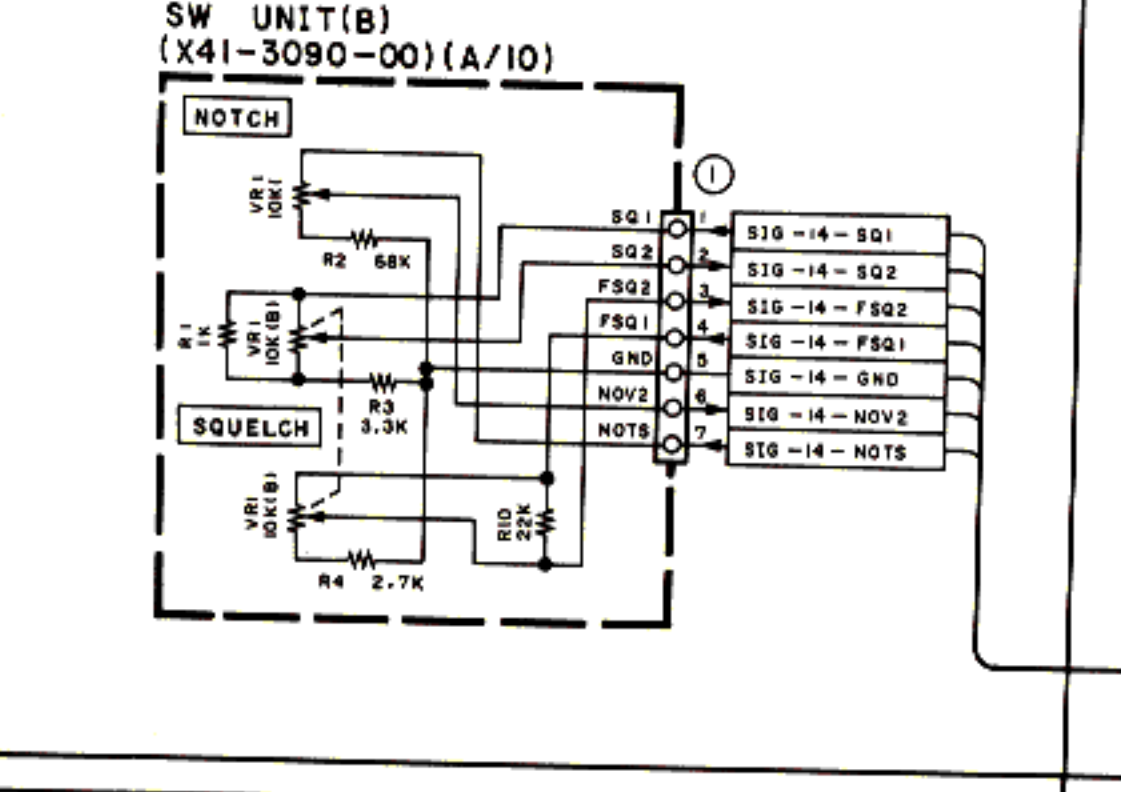 SW UNIT(B)
(X41-3090-00)(A/10)
NOTCH
1
VR1
10K(
R2 68K
R1
1K
VR1
10K(B)
R3
3.3K
SQUELCH
VR1
10K(B)
R4 2.7K
R10
22K
SQ1 1 SIG-14-SQ1
SQ2 2 SIG-14-SQ2
FSQ2 3 SIG-14-FSQ2
FSQ1 4 SIG-14-FSQ1
GND 5 SIG-14-GND
NOV2 6 SIG-14-NOV2
NOTS 7 SIG-14-NOTS